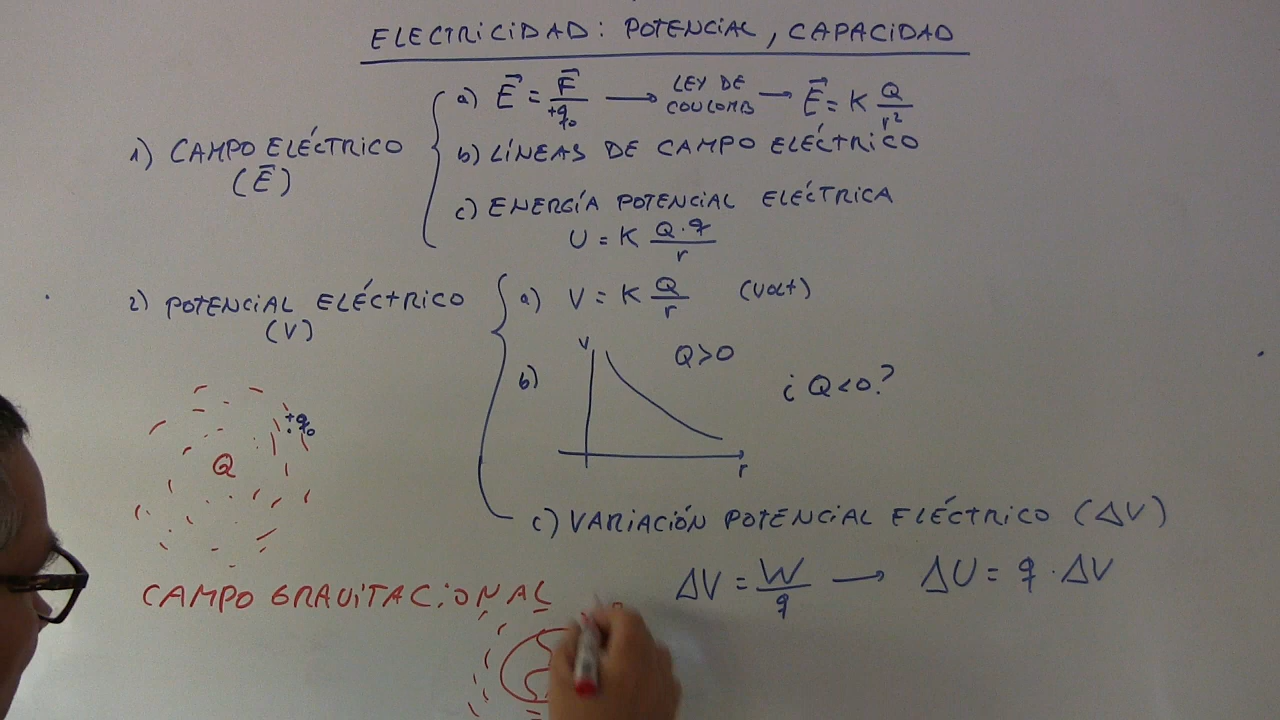 ELECTRICIDAD: POTENCIAL, CAPACIDAD
1) CAMPO ELÉCTRICO
(E⃗)
a) E⃗ = F⃗/+q₀ → LEY DE COULOMB → E⃗ = K Q/r²
b) LÍNEAS DE CAMPO ELÉCTRICO
c) ENERGÍA POTENCIAL ELÉCTRICA
U = K Q·q/r
2) POTENCIAL ELÉCTRICO
(V)
a) V = K Q/r (VOLT)
b)
V
Q>0
¿Q<0?
r
c) VARIACIÓN POTENCIAL ELÉCTRICO (ΔV)
ΔV = W/q → ΔU = q·ΔV
+q₀
Q
CAMPO GRAVITACIONAL